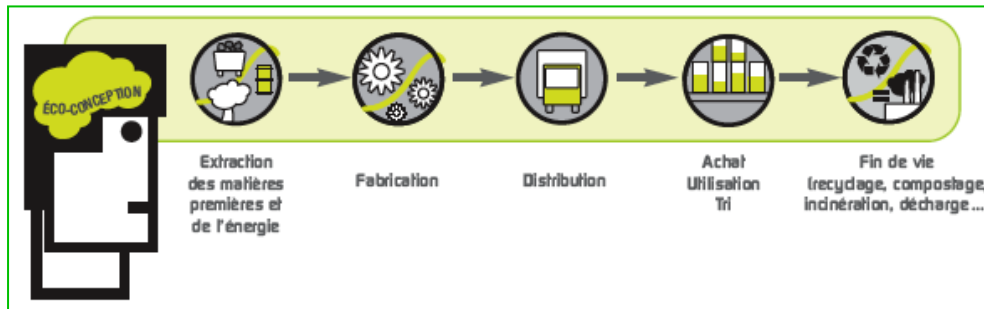 ÉCO-CONCEPTION
Extraction
des matières
premières et
de l'énergie
Fabrication
Distribution
Achat
Utilisation
Tri
Fin de vie
(recyclage, compostage,
incinération, décharge...